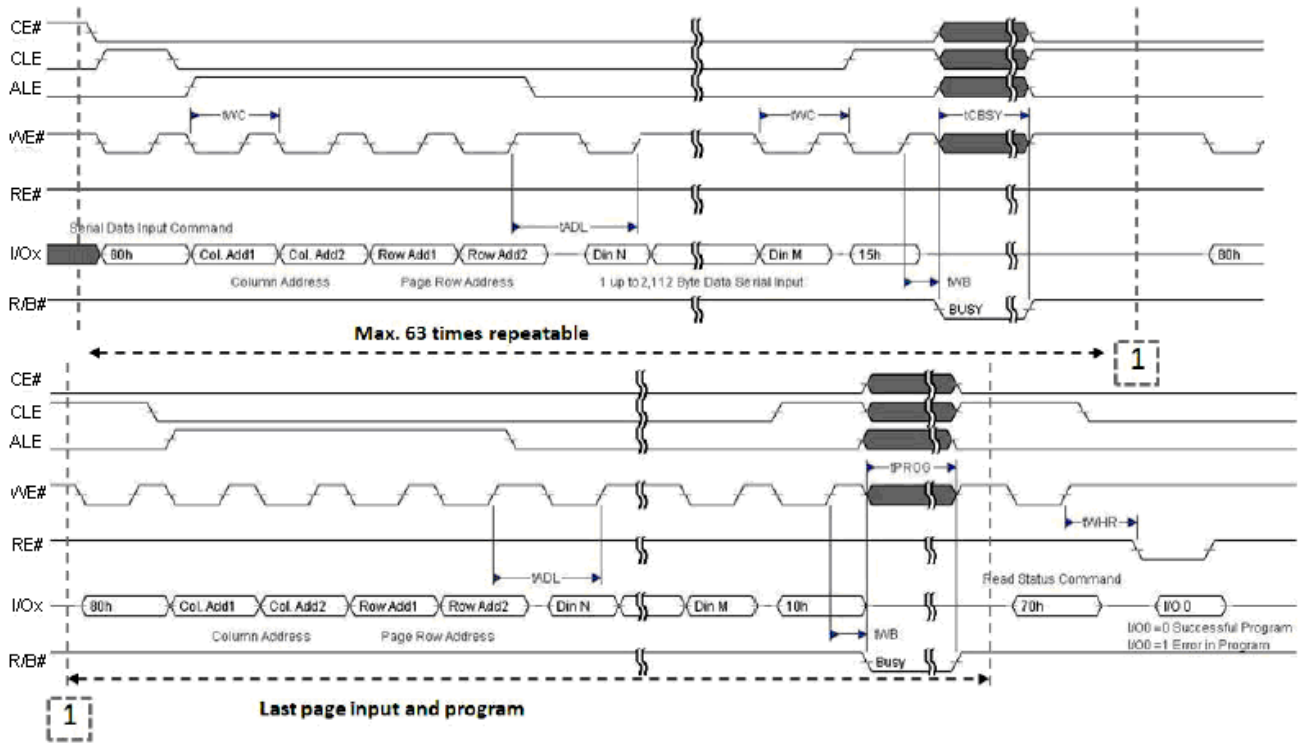 CE#
CLE
ALE
tWC tWC tCBSY
WE#
RE#
tADL
Serial Data Input Command
I/Ox 80h Col. Add1 Col. Add2 Row Add1 Row Add2 Din N Din M 15h 80h
Column Address Page Row Address 1 up to 2,112 Byte Data Serial Input tWB
R/B# BUSY
Max. 63 times repeatable
1
CE#
CLE
ALE
tPROG
WE#
tWHR
RE#
tADL
Read Status Command
I/Ox 80h Col. Add1 Col. Add2 Row Add1 Row Add2 Din N Din M 10h 70h I/O 0
Column Address Page Row Address tWB
I/O0 =0 Successful Program
I/O0 =1 Error in Program
R/B# Busy
1
Last page input and program